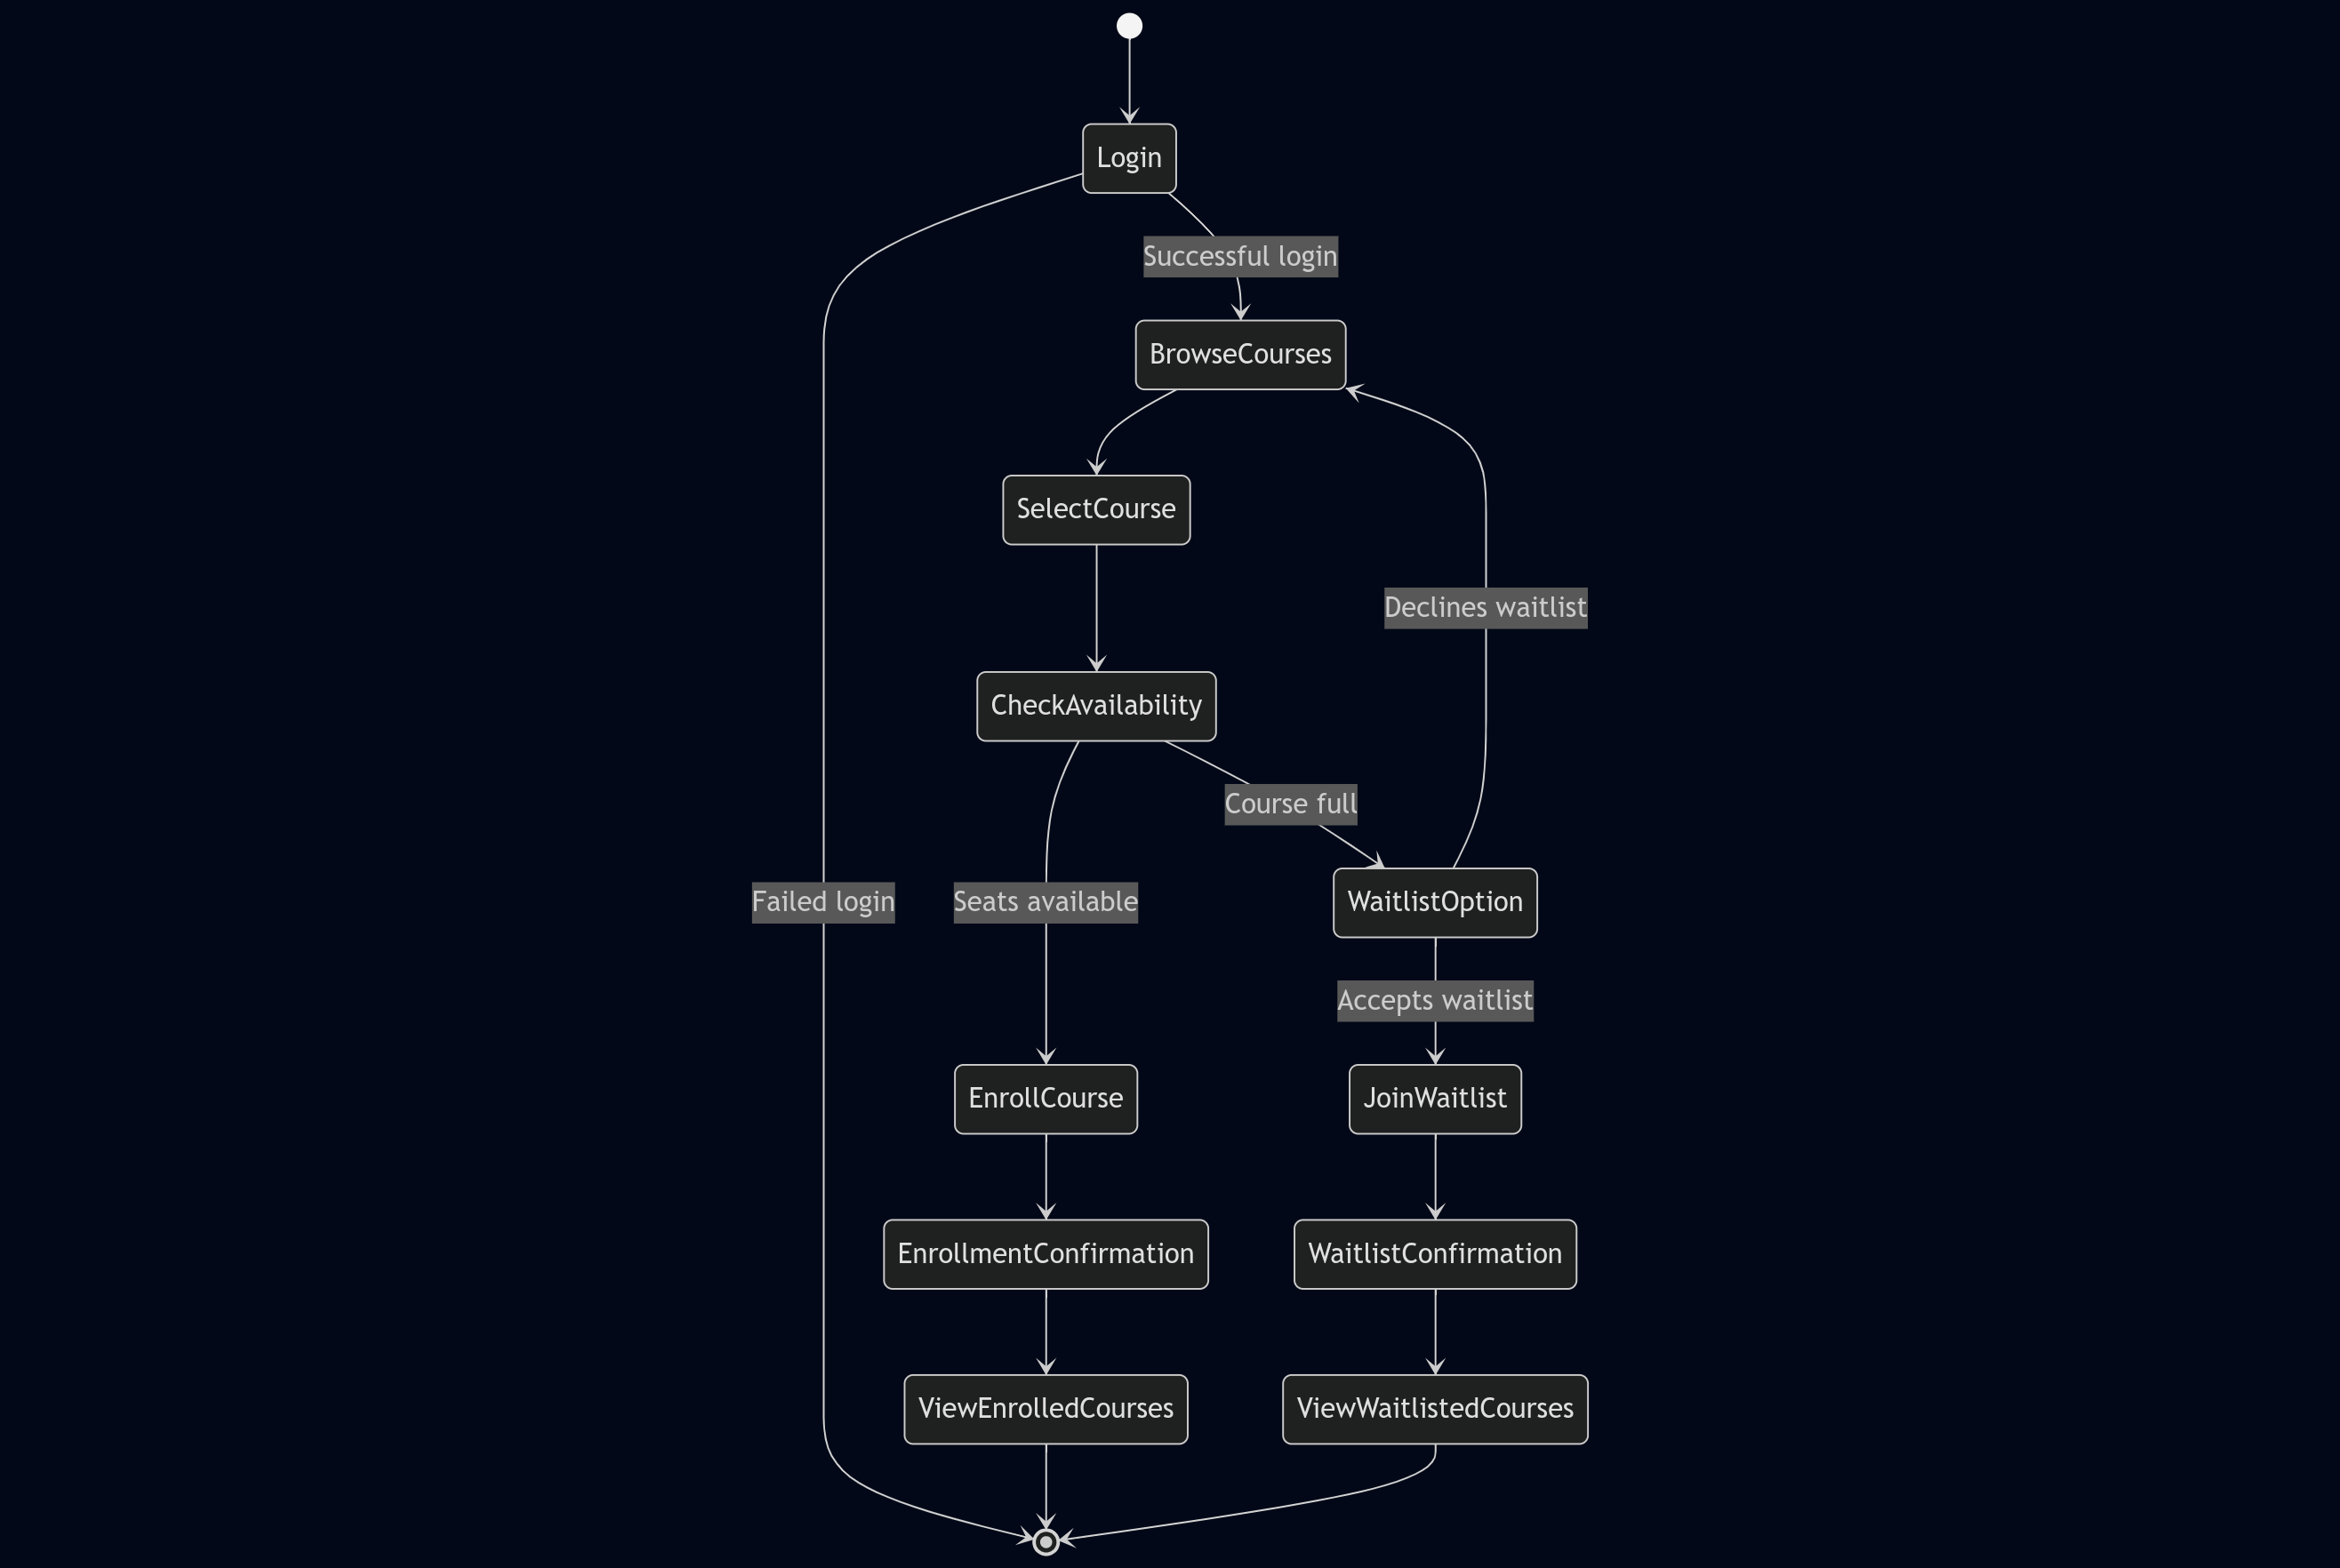 Login
Successful login
BrowseCourses
SelectCourse
Declines waitlist
CheckAvailability
Course full
Failed login
Seats available
WaitlistOption
Accepts waitlist
EnrollCourse
JoinWaitlist
EnrollmentConfirmation
WaitlistConfirmation
ViewEnrolledCourses
ViewWaitlistedCourses